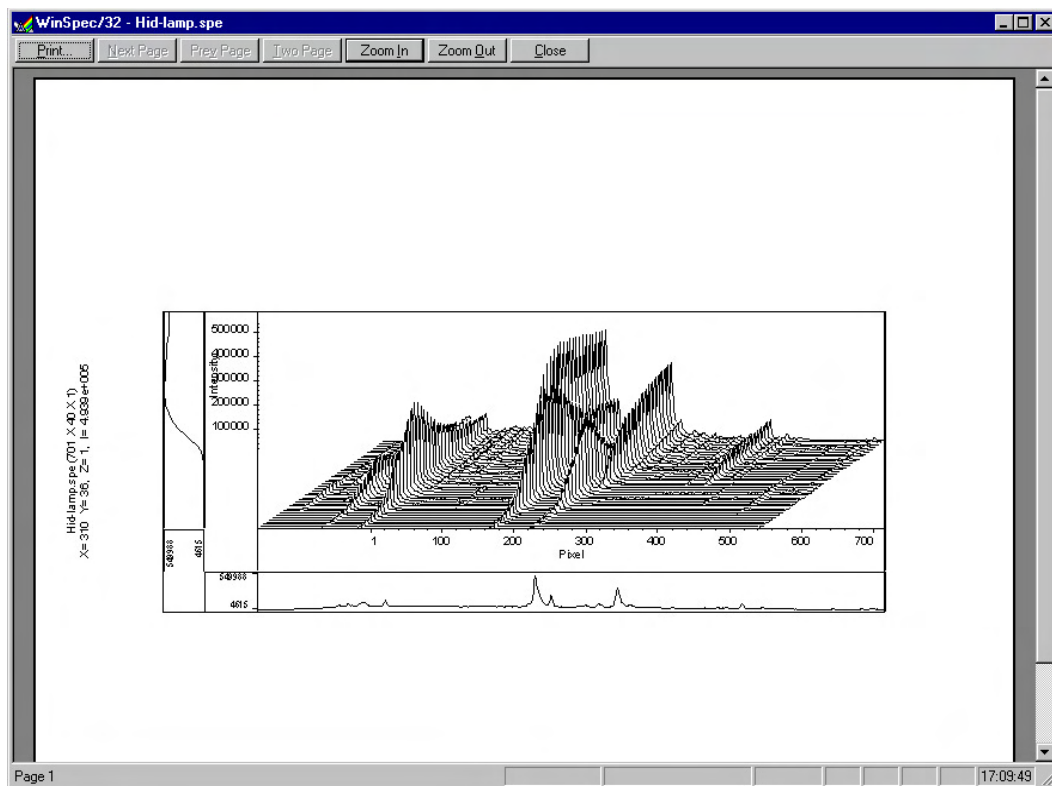 WinSpec/32 - Hid-lamp.spe
Print... Next Page Prev Page Two Page Zoom In Zoom Out Close
Hid-lamp.spe (701 X 40 X 1)
X= 310 Y= 36, Z= 1, I= 4.939e+005
500000
400000
300000
200000
100000
Intensity
1 100 200 300 400 500 600 700
Pixel
549988 4615
549988
4615
Page 1 17:09:49